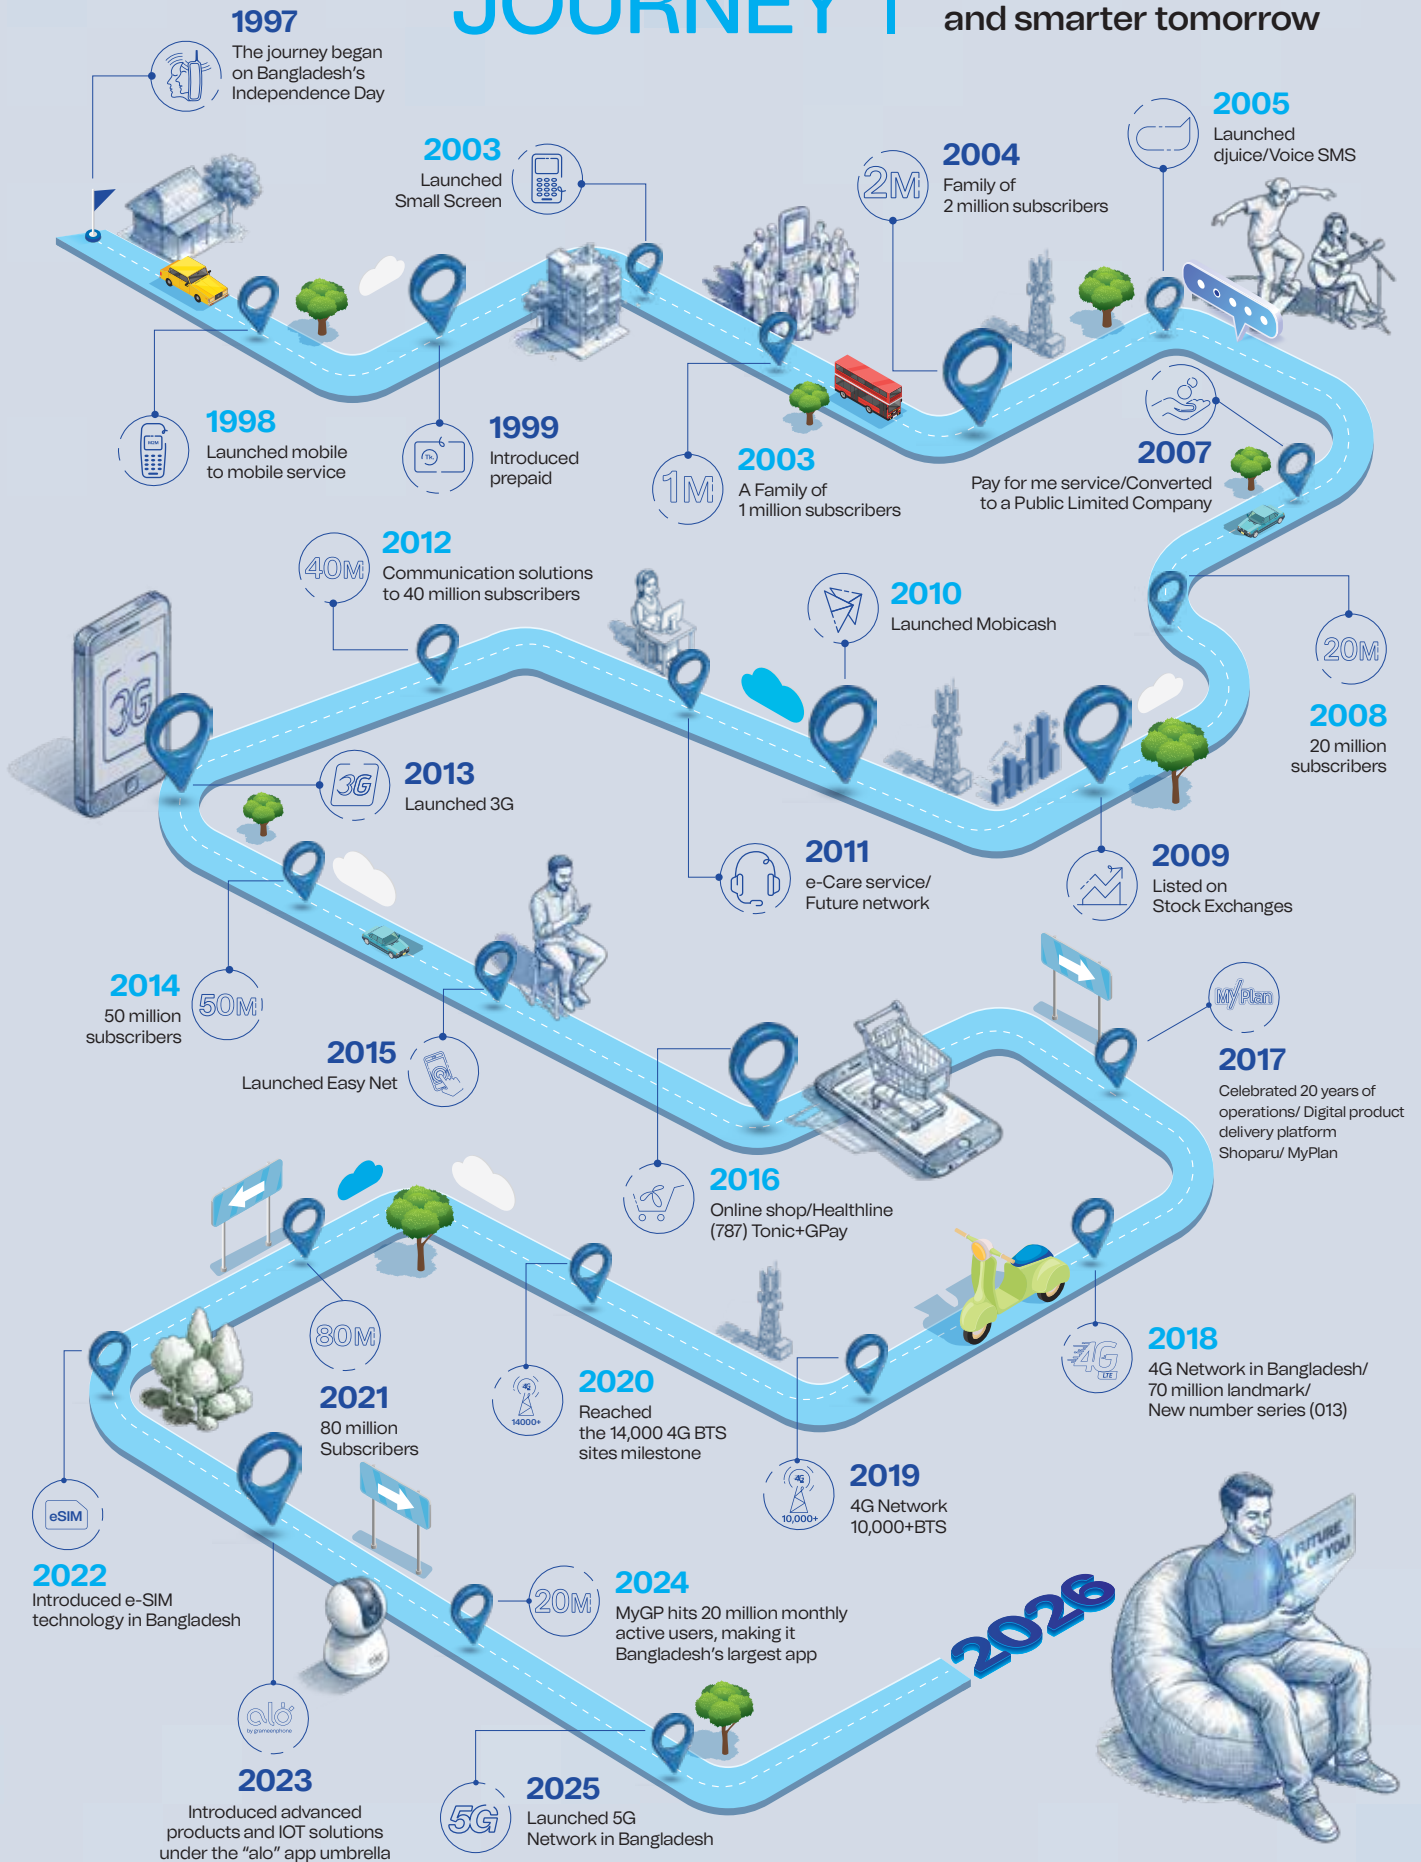 JOURNEY T
and smarter tomorrow
1997
The journey began
on Bangladesh's
Independence Day
2003
Launched
Small Screen
2M
2004
Family of
2 million subscribers
2005
Launched
djuice/Voice SMS
1998
Launched mobile
to mobile service
Tk.
1999
Introduced
prepaid
1M
2003
A Family of
1 million subscribers
2007
Pay for me service/Converted
to a Public Limited Company
40M
2012
Communication solutions
to 40 million subscribers
2010
Launched Mobicash
20M
2008
20 million
subscribers
3G
3G
2013
Launched 3G
2011
e-Care service/
Future network
2009
Listed on
Stock Exchanges
2014
50 million
subscribers
50M
2015
Launched Easy Net
My Plan
2017
Celebrated 20 years of
operations/ Digital product
delivery platform
Shoparu/ MyPlan
2016
Online shop/Healthline
(787) Tonic+GPay
80M
2021
80 million
Subscribers
4G
14000+
2020
Reached
the 14,000 4G BTS
sites milestone
4G
LTE
2018
4G Network in Bangladesh/
70 million landmark/
New number series (013)
4G
10,000+
2019
4G Network
10,000+BTS
eSIM
2022
Introduced e-SIM
technology in Bangladesh
20M
2024
MyGP hits 20 million monthly
active users, making it
Bangladesh's largest app
2026
A FUTURE
OF YOU
alo
by grameenphone
2023
Introduced advanced
products and IOT solutions
under the "alo" app umbrella
5G
2025
Launched 5G
Network in Bangladesh